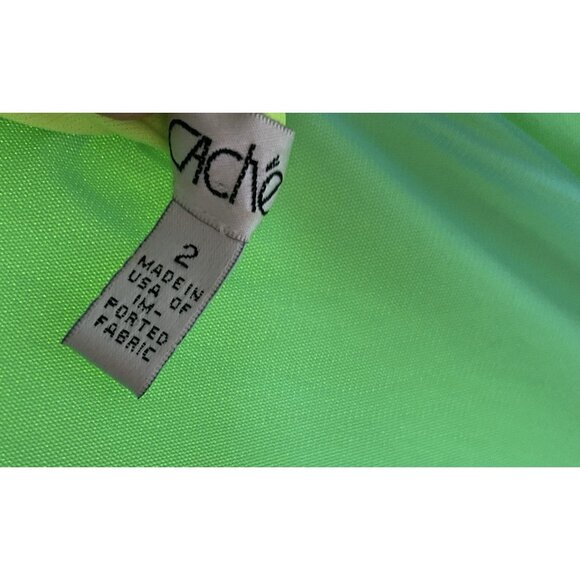 Caché
2
MADE IN
USA OF
IM-
PORTED
FABRIC